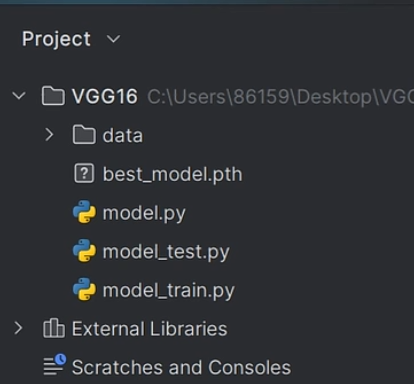 Project
VGG16 C:\Users\86159\Desktop\VGG
data
best_model.pth
model.py
model_test.py
model_train.py
External Libraries
Scratches and Consoles